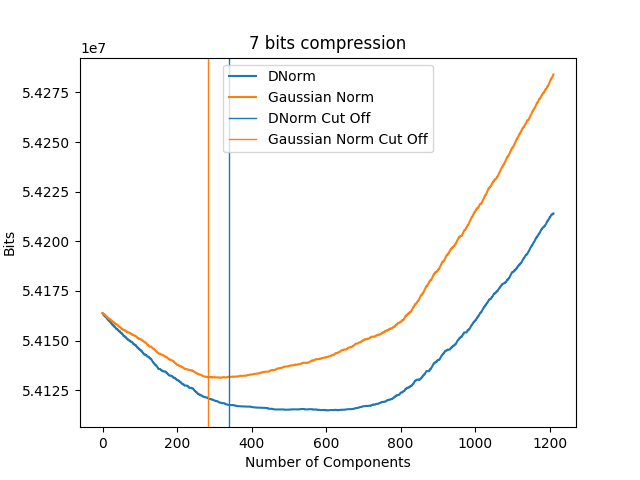 7 bits compression
1e7
DNorm
Gaussian Norm
DNorm Cut Off
Gaussian Norm Cut Off
5.4275
5.4250
5.4225
5.4200
5.4175
5.4150
5.4125
Bits
0 200 400 600 800 1000 1200
Number of Components